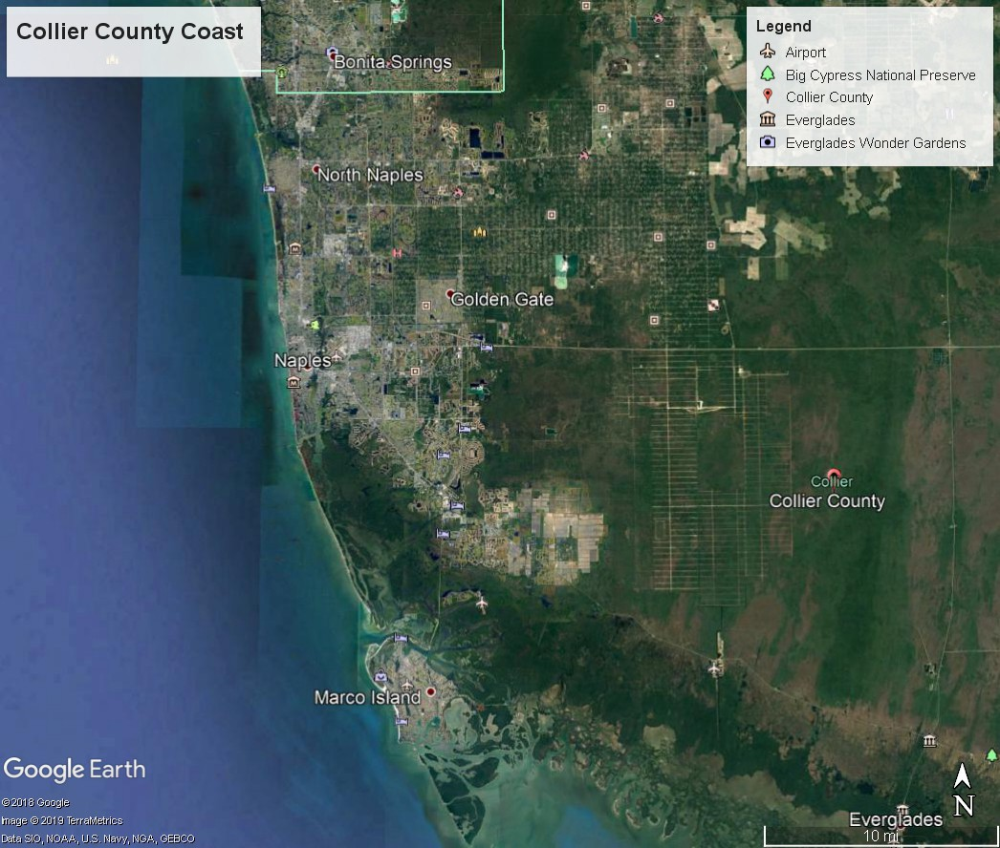 Collier County Coast
Legend
Airport
Big Cypress National Preserve
Collier County
Everglades
Everglades Wonder Gardens
Bonita Springs
North Naples
Golden Gate
Naples
Collier
Collier County
Marco Island
Google Earth
©2018 Google
Image © 2019 TerraMetrics
Data SIO, NOAA, U.S. Navy, NGA, GEBCO
N
Everglades
10 mi